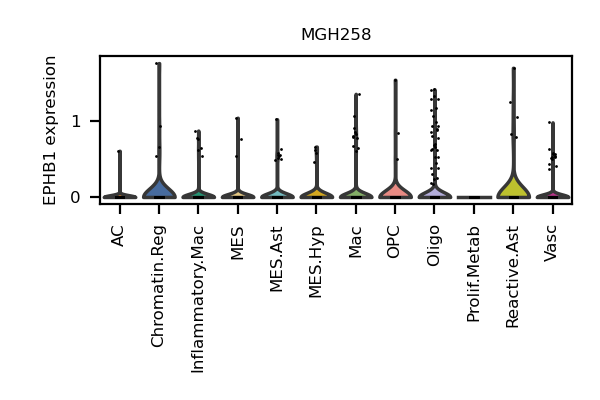 MGH258
EPHB1 expression
1
0
AC
Chromatin.Reg
Inflammatory.Mac
MES
MES.Ast
MES.Hyp
Mac
OPC
Oligo
Prolif.Metab
Reactive.Ast
Vasc